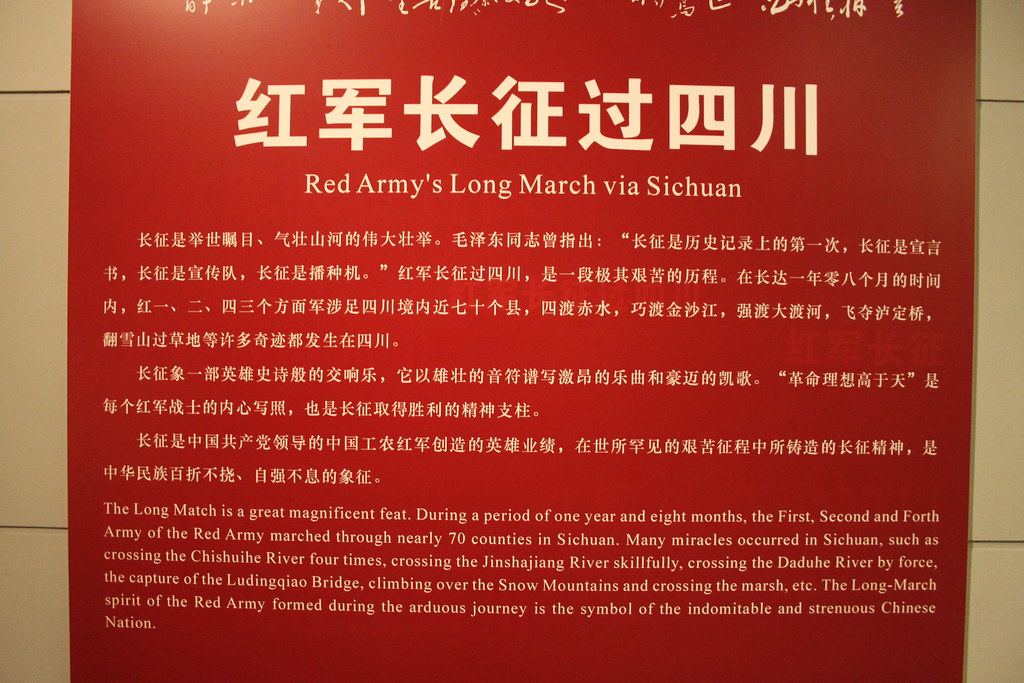 红军长征过四川
Red Army's Long March via Sichuan
长征是举世瞩目、气壮山河的伟大壮举。毛泽东同志曾指出：“长征是历史记录上的第一次，长征是宣言
书，长征是宣传队，长征是播种机。”红军长征过四川，是一段极其艰苦的历程。在长达一年零八个月的时间
内，红一、二、四三个方面军涉足四川境内近七十个县，四渡赤水，巧渡金沙江，强渡大渡河，飞夺泸定桥，
翻雪山过草地等许多奇迹都发生在四川。
长征象一部英雄史诗般的交响乐，它以雄壮的音符谱写激昂的乐曲和豪迈的凯歌。“革命理想高于天”是
每个红军战士的内心写照，也是长征取得胜利的精神支柱。
长征是中国共产党领导的中国工农红军创造的英雄业绩，在世所罕见的艰苦征程中所铸造的长征精神，是
中华民族百折不挠、自强不息的象征。
The Long Match is a great magnificent feat. During a period of one year and eight months, the First, Second and Forth
Army of the Red Army marched through nearly 70 counties in Sichuan. Many miracles occurred in Sichuan, such as
crossing the Chishuihe River four times, crossing the Jinshajiang River skillfully, crossing the Daduhe River by force,
the capture of the Ludingqiao Bridge, climbing over the Snow Mountains and crossing the marsh, etc. The Long-March
spirit of the Red Army formed during the arduous journey is the symbol of the indomitable and strenuous Chinese
Nation.